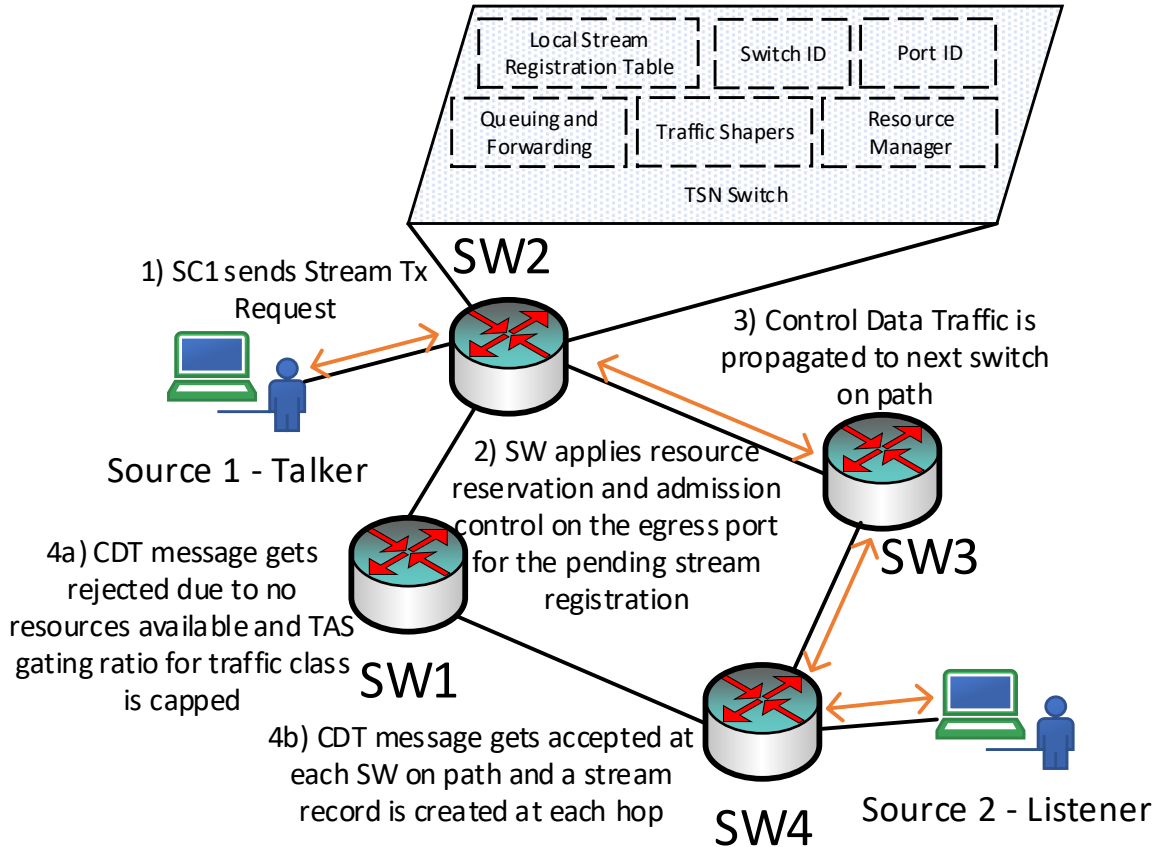 Local Stream
Registration Table
Switch ID
Port ID
Queuing and
Forwarding
Traffic Shapers
Resource
Manager
TSN Switch
SW2
1) SC1 sends Stream Tx
Request
3) Control Data Traffic is
propagated to next switch
on path
Source 1 - Talker
2) SW applies resource
reservation and admission
control on the egress port
for the pending stream
registration
SW3
4a) CDT message gets
rejected due to no
resources available and TAS
gating ratio for traffic class
is capped
SW1
4b) CDT message gets accepted at
each SW on path and a stream
record is created at each hop
SW4
Source 2 - Listener